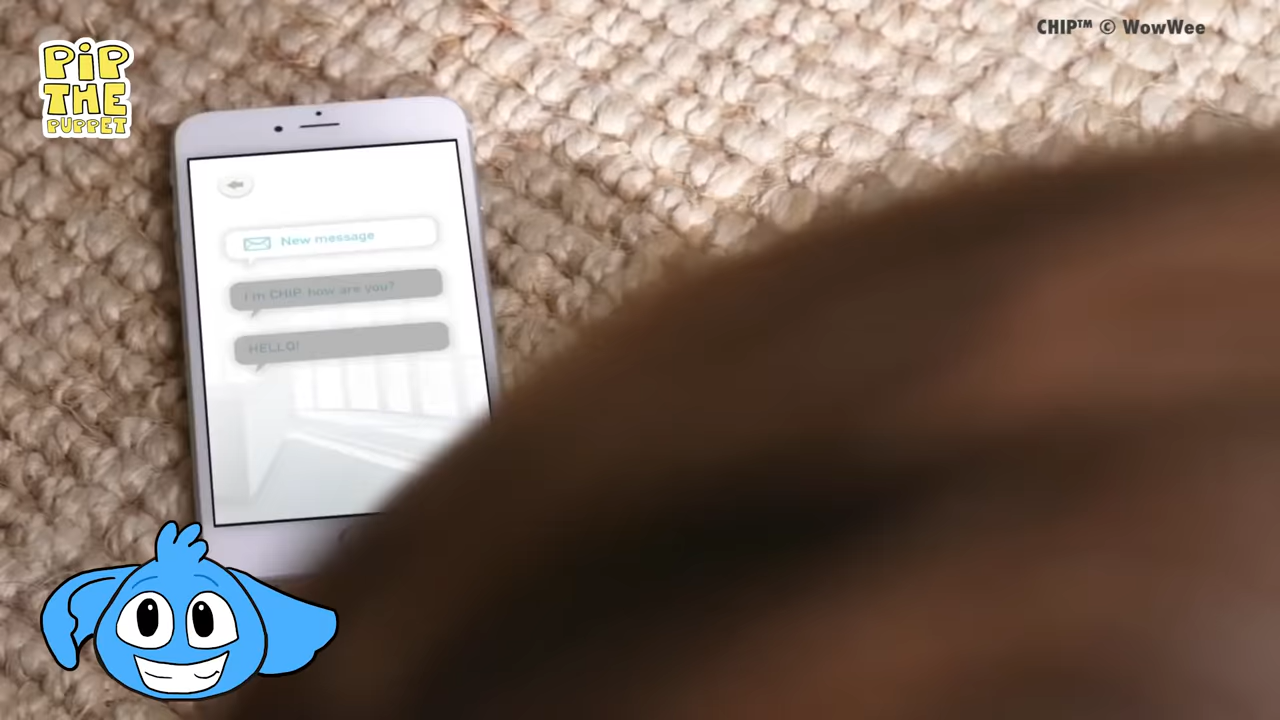 PiP
THE
PUPPET
CHIP™ © WowWee
New message
I'm CHIP, how are you?
HELLO!